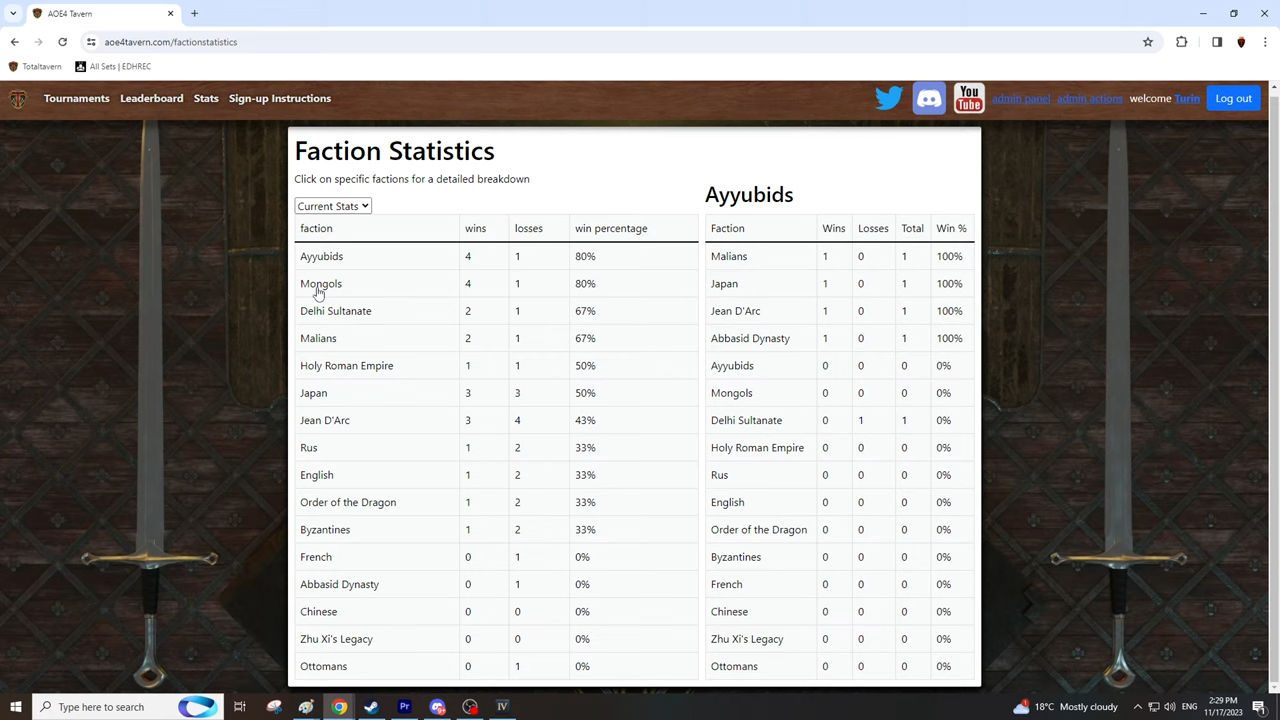 AOE4 Tavern
aoe4tavern.com/factionstatistics
Totaltavern All Sets | EDHREC
Tournaments Leaderboard Stats Sign-up Instructions You Tube admin panel admin actions welcome Turin Log out
Faction Statistics
Click on specific factions for a detailed breakdown
Current Stats
faction wins losses win percentage
Ayyubids 4 1 80%
Mongols 4 1 80%
Delhi Sultanate 2 1 67%
Malians 2 1 67%
Holy Roman Empire 1 1 50%
Japan 3 3 50%
Jean D'Arc 3 4 43%
Rus 1 2 33%
English 1 2 33%
Order of the Dragon 1 2 33%
Byzantines 1 2 33%
French 0 1 0%
Abbasid Dynasty 0 1 0%
Chinese 0 0 0%
Zhu Xi's Legacy 0 0 0%
Ottomans 0 1 0%
Ayyubids
Faction Wins Losses Total Win %
Malians 1 0 1 100%
Japan 1 0 1 100%
Jean D'Arc 1 0 1 100%
Abbasid Dynasty 1 0 1 100%
Ayyubids 0 0 0 0%
Mongols 0 0 0 0%
Delhi Sultanate 0 1 1 0%
Holy Roman Empire 0 0 0 0%
Rus 0 0 0 0%
English 0 0 0 0%
Order of the Dragon 0 0 0 0%
Byzantines 0 0 0 0%
French 0 0 0 0%
Chinese 0 0 0 0%
Zhu Xi's Legacy 0 0 0 0%
Ottomans 0 0 0 0%
Type here to search Pr IV 18°C Mostly cloudy ENG 2:29 PM
11/17/2023